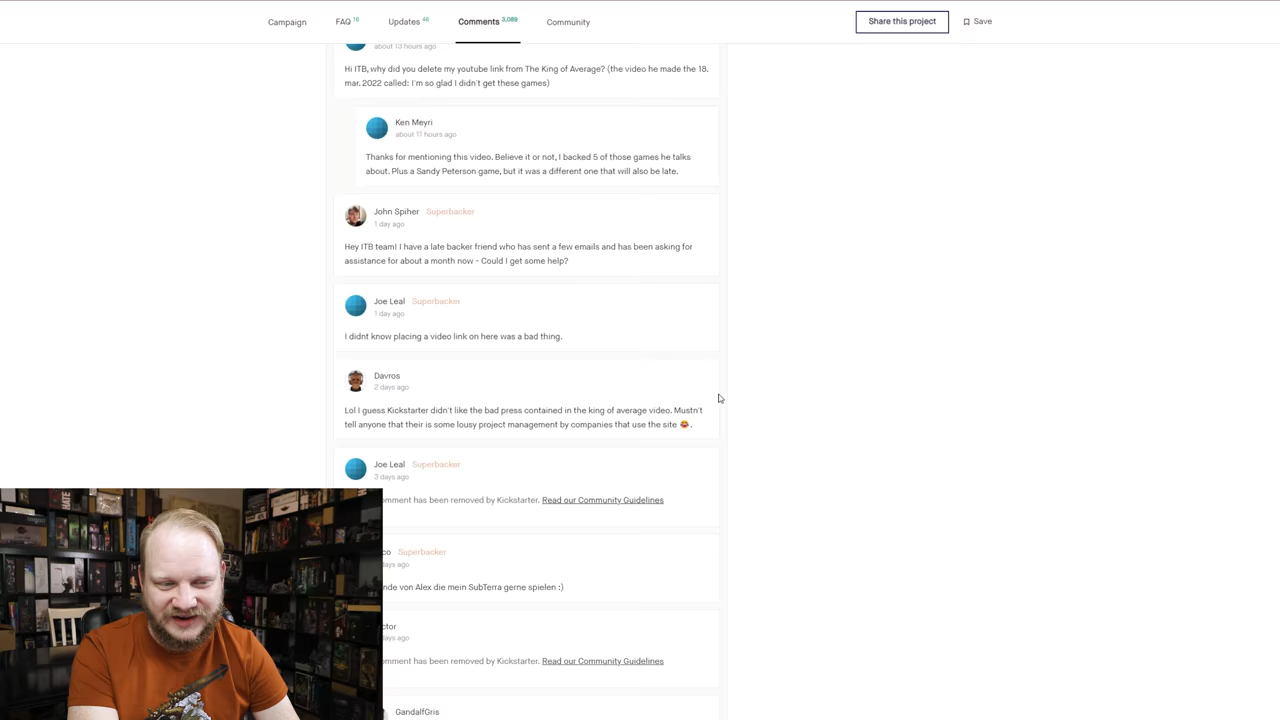 Campaign FAQ 16 Updates 46 Comments 3,089 Community Share this project Save
about 13 hours ago
Hi ITB, why did you delete my youtube link from The King of Average? (the video he made the 18.
mar. 2022 called: I'm so glad I didn't get these games)
Ken Meyri
about 11 hours ago
Thanks for mentioning this video. Believe it or not, I backed 5 of those games he talks
about. Plus a Sandy Peterson game, but it was a different one that will also be late.
John Spiher Superbacker
1 day ago
Hey ITB team! I have a late backer friend who has sent a few emails and has been asking for
assistance for about a month now - Could I get some help?
Joe Leal Superbacker
1 day ago
I didnt know placing a video link on here was a bad thing.
Davros
2 days ago
Lol I guess Kickstarter didn't like the bad press contained in the king of average video. Mustn't
tell anyone that their is some lousy project management by companies that use the site 😂.
Joe Leal Superbacker
3 days ago
omment has been removed by Kickstarter. Read our Community Guidelines
co Superbacker
days ago
nde von Alex die mein SubTerra gerne spielen :)
ctor
days ago
omment has been removed by Kickstarter. Read our Community Guidelines
GandalfGris